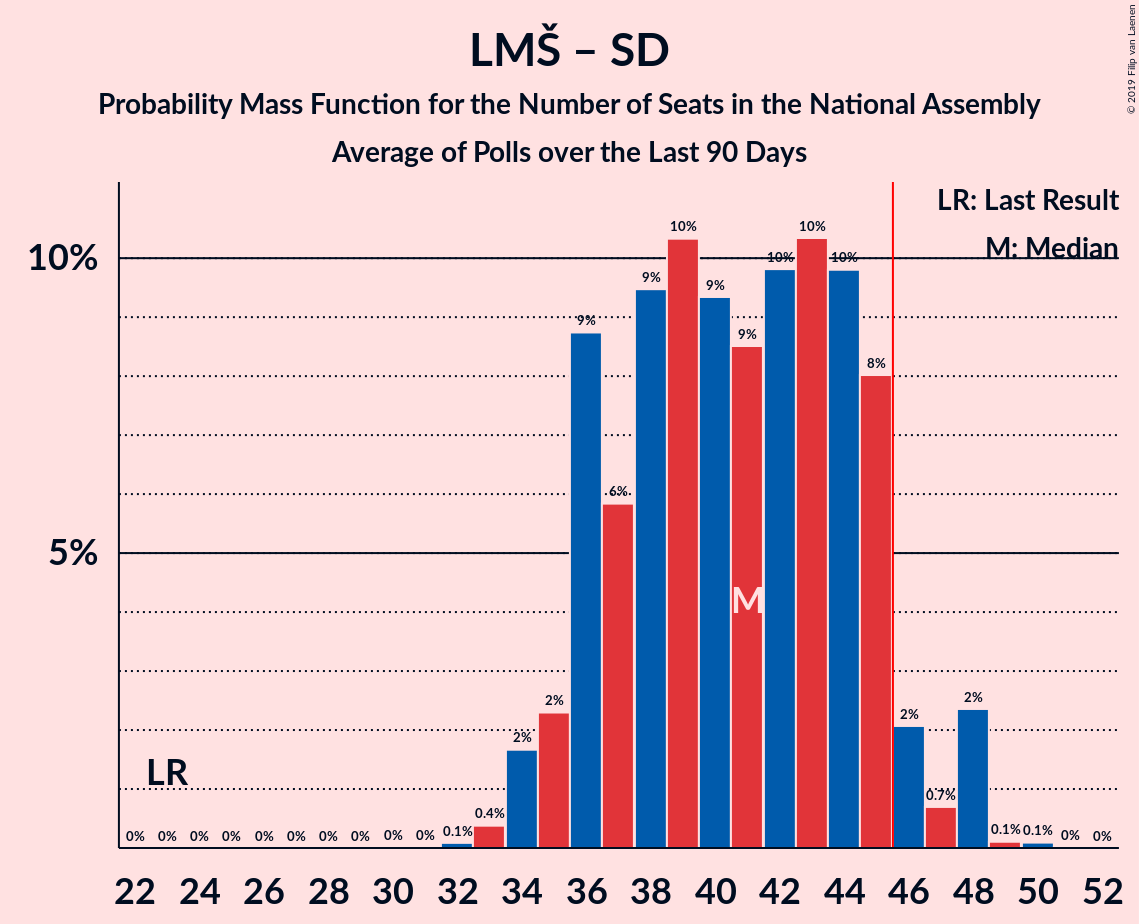 LMŠ – SD
Probability Mass Function for the Number of Seats in the National Assembly
Average of Polls over the Last 90 Days
© 2019 Filip van Laenen
LR: Last Result
M: Median
10%
5%
LR
M
0% 0% 0% 0% 0% 0% 0% 0% 0% 0% 0.1% 0.4% 2% 2% 9% 6% 9% 10% 9% 9% 10% 10% 10% 8% 2% 0.7% 2% 0.1% 0.1% 0% 0%
22 24 26 28 30 32 34 36 38 40 42 44 46 48 50 52